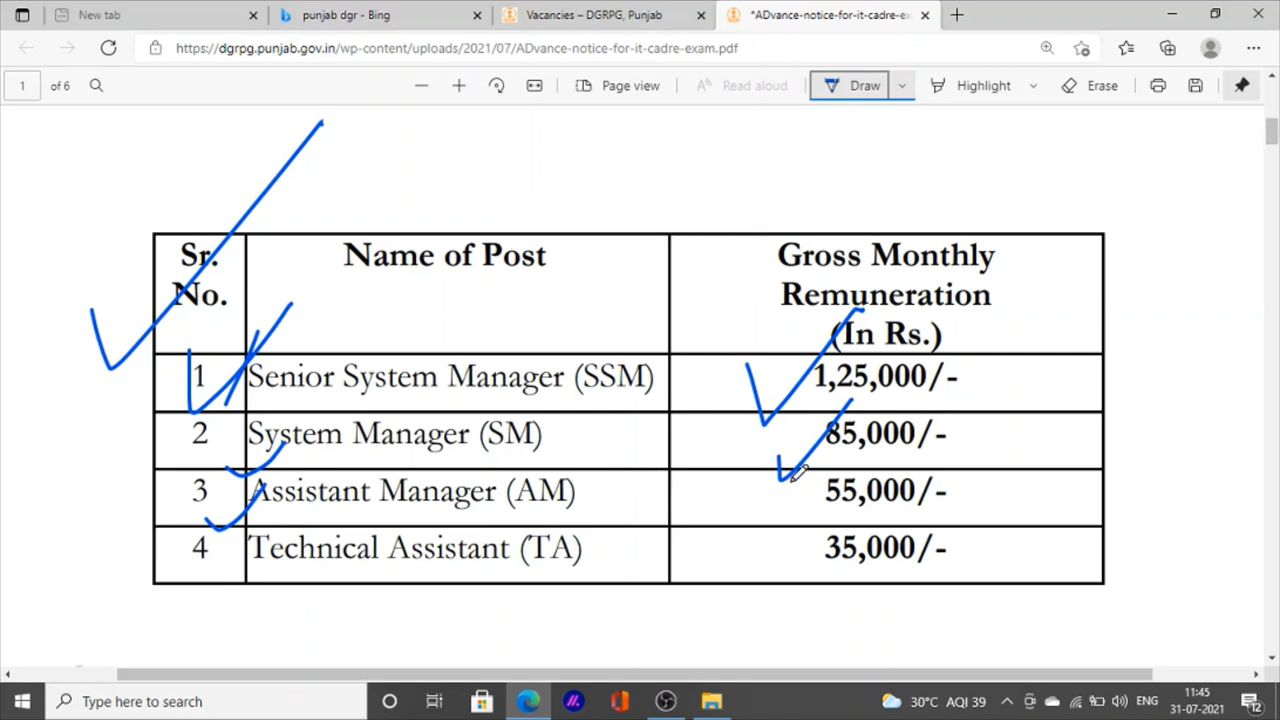 New tab
punjab dgr - Bing
Vacancies – DGRPG, Punjab
*ADvance-notice-for-it-cadre-ex
https://dgrpg.punjab.gov.in/wp-content/uploads/2021/07/ADvance-notice-for-it-cadre-exam.pdf
1 of 6
Page view
Read aloud
Draw
Highlight
Erase
Sr. No.
Name of Post
Gross Monthly Remuneration (In Rs.)
1 Senior System Manager (SSM) 1,25,000/-
2 System Manager (SM) 85,000/-
3 Assistant Manager (AM) 55,000/-
4 Technical Assistant (TA) 35,000/-
Type here to search
30°C AQI 39
ENG
11:45
31-07-2021
12